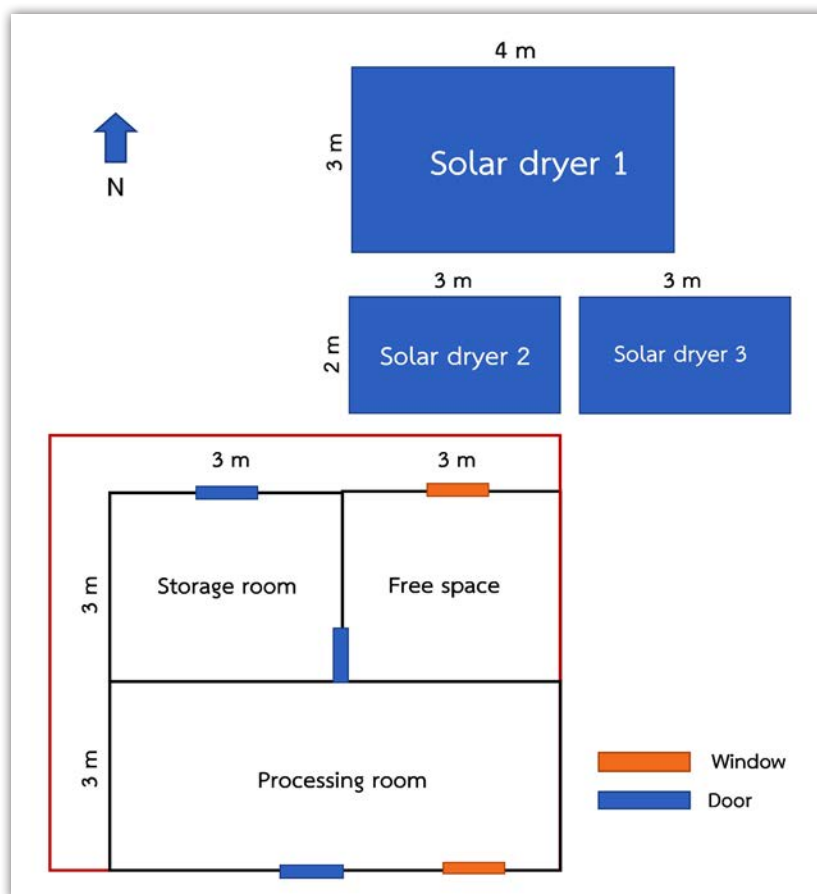 4 m
3 m
Solar dryer 1
N
3 m
3 m
2 m
Solar dryer 2
Solar dryer 3
3 m
3 m
3 m
Storage room
Free space
3 m
Processing room
Window
Door